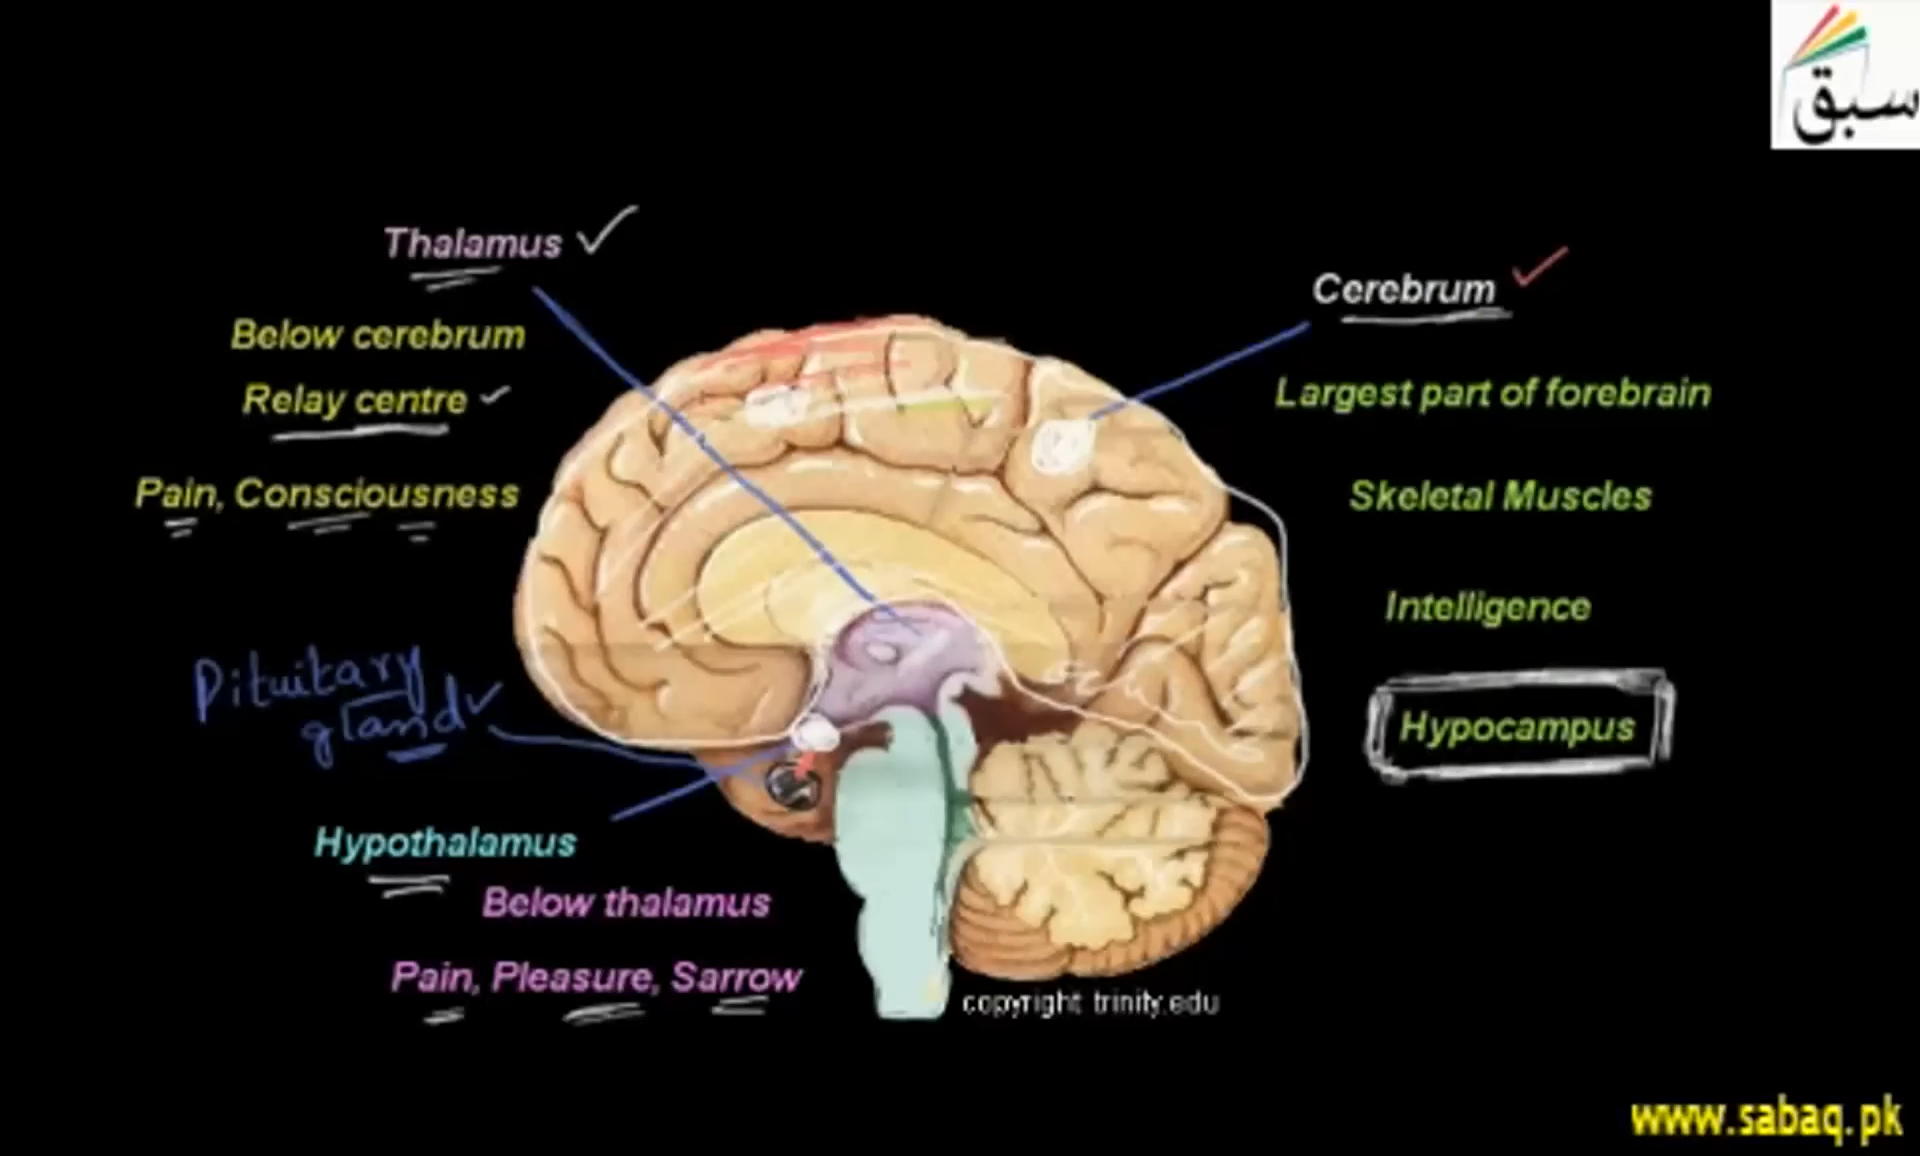 سبق
Thalamus
Below cerebrum
Relay centre
Pain, Consciousness
Pituitary
gland
Hypothalamus
Below thalamus
Pain, Pleasure, Sarrow
Cerebrum
Largest part of forebrain
Skeletal Muscles
Intelligence
Hypocampus
copyright trinity.edu
www.sabaq.pk